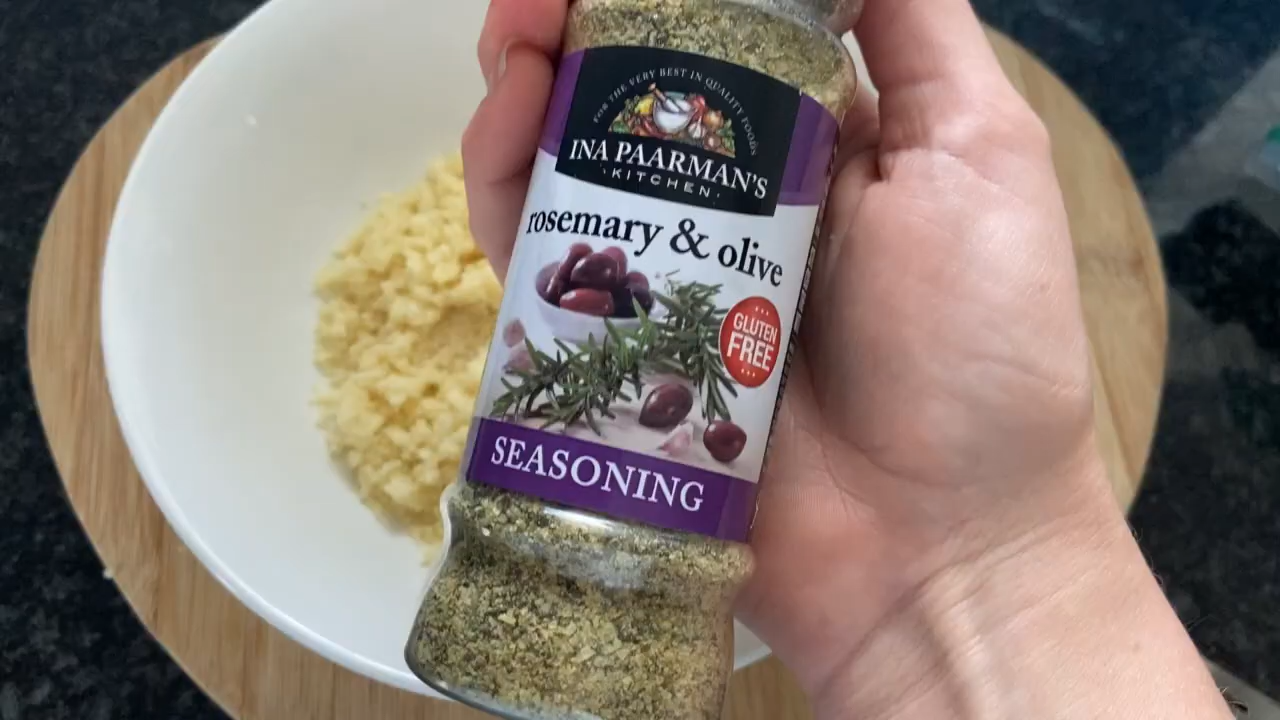 FOR THE VERY BEST IN QUALITY FOODS
INA PAARMAN'S
KITCHEN
rosemary & olive
GLUTEN
FREE
SEASONING